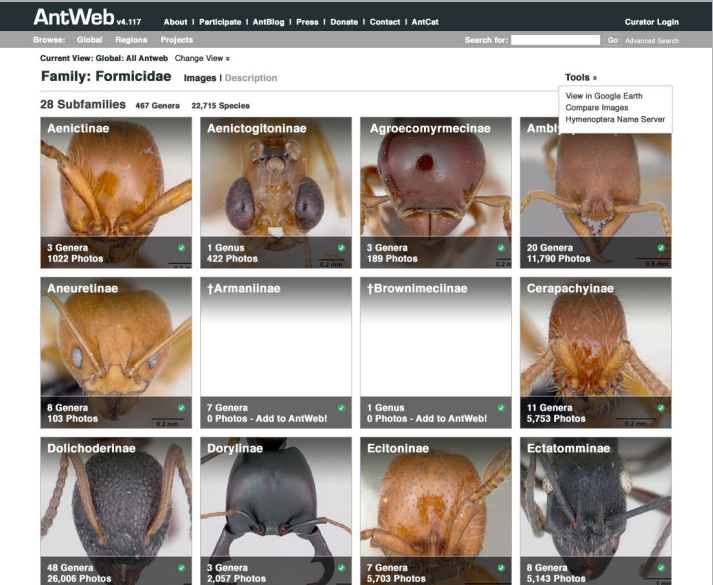 AntWeb v4.117 About | Participate | AntBlog | Press | Donate | Contact | AntCat Curator Login
Browse: Global Regions Projects Search for: Go Advanced Search
Current View: Global: All Antweb Change View
Family: Formicidae Images | Description Tools
View in Google Earth
Compare Images
Hymenoptera Name Server
28 Subfamilies 467 Genera 22,715 Species
Aenictinae
3 Genera
1022 Photos
Aenictogitoninae
1 Genus
422 Photos
0.2 mm
Agroecomyrmecinae
3 Genera
189 Photos
20 Genera
11,790 Photos
0.5 mm
Aneuretinae
8 Genera
103 Photos
0.2 mm
†Armaniinae
7 Genera
0 Photos - Add to AntWeb!
†Brownimeciinae
1 Genus
0 Photos - Add to AntWeb!
Cerapachyinae
11 Genera
5,753 Photos
0.2 mm
Dolichoderinae
48 Genera
26,006 Photos
Dorylinae
3 Genera
2,057 Photos
Ecitoninae
7 Genera
5,703 Photos
Ectatomminae
8 Genera
5,143 Photos